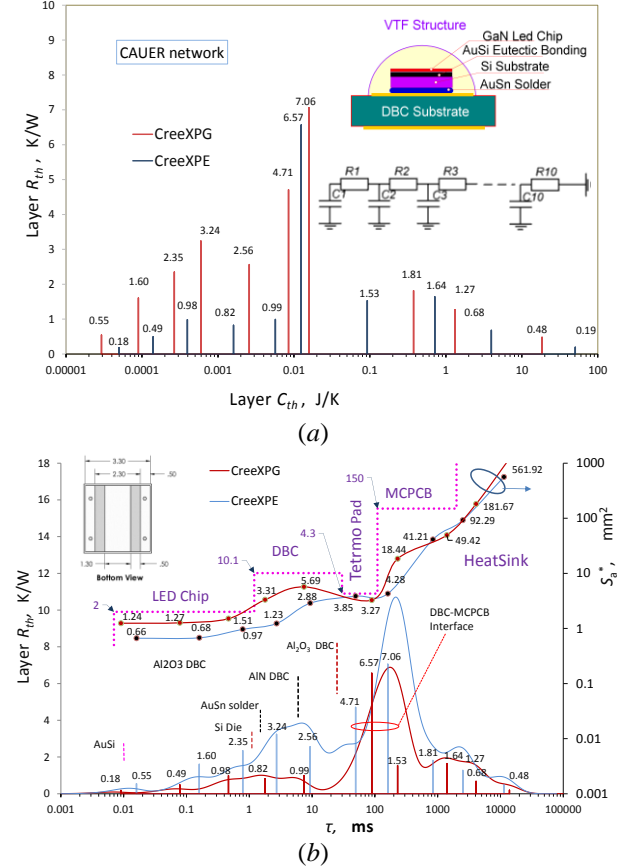 (a)
VTF Structure
GaN Led Chip
AuSi Eutectic Bonding
Si Substrate
AuSn Solder
DBC Substrate
CAUER network
CreeXPG
CreeXPE
Layer Rth, K/W
10
9
8
7
6
5
4
3
2
1
0
7.06
6.57
4.71
3.24
2.35
1.60
0.55
0.18
0.49
0.98
0.82
2.56
0.99
1.53
1.81
1.64
1.27
0.68
0.48
0.19
R1
R2
R3
R10
C1
C2
C3
C10
0.00001
0.0001
0.001
0.01
0.1
1
10
100
Layer Cth, J/K
(a)
(b)
3.30
2.30
.50
1.30
.50
Bottom View
CreeXPG
CreeXPE
Layer Rth, K/W
18
16
14
12
10
8
6
4
2
0
1000
100
10
1
0.1
0.01
0.001
Sa*, mm2
2
LED Chip
10.1
DBC
4.3
Tetrmo Pad
150
MCPCB
HeatSink
561.92
181.67
92.29
49.42
41.21
18.44
4.28
3.27
3.85
5.69
2.88
3.31
1.23
1.51
0.97
1.27
0.68
1.24
0.66
Al2O3 DBC
AuSi
AuSn solder
Si Die
AlN DBC
Al2O3 DBC
DBC-MCPCB
Interface
0.18
0.55
0.49
1.60
0.98
2.35
0.82
3.24
0.99
2.56
4.71
6.57
7.06
1.53
1.81
1.64
1.27
0.68
0.48
0.001
0.01
0.1
1
10
100
1000
10000
100000
τ, ms
(b)